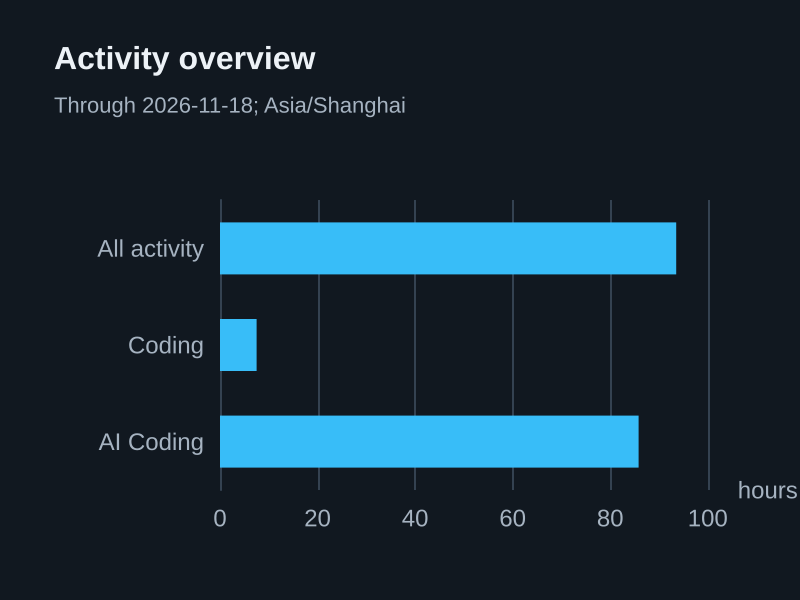 Activity overview
Through 2026-11-18; Asia/Shanghai
All activity
Coding
AI Coding
hours
0 20 40 60 80 100